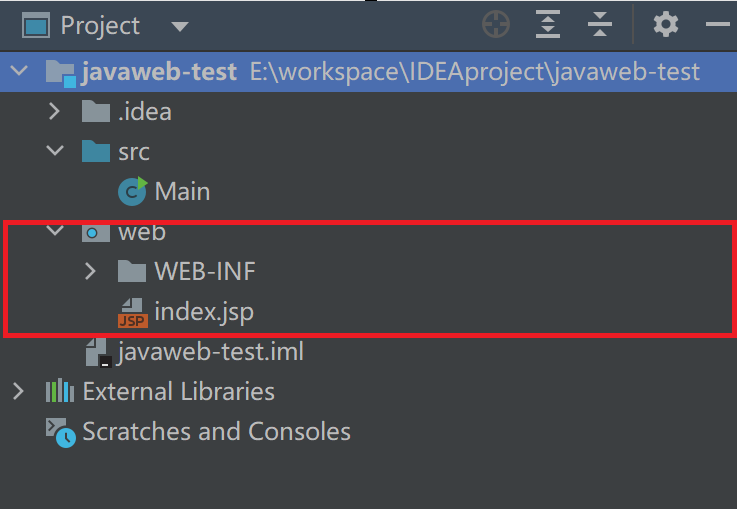 Project
javaweb-test E:\workspace\IDEAproject\javaweb-test
.idea
src
C Main
web
WEB-INF
JSP index.jsp
javaweb-test.iml
External Libraries
Scratches and Consoles